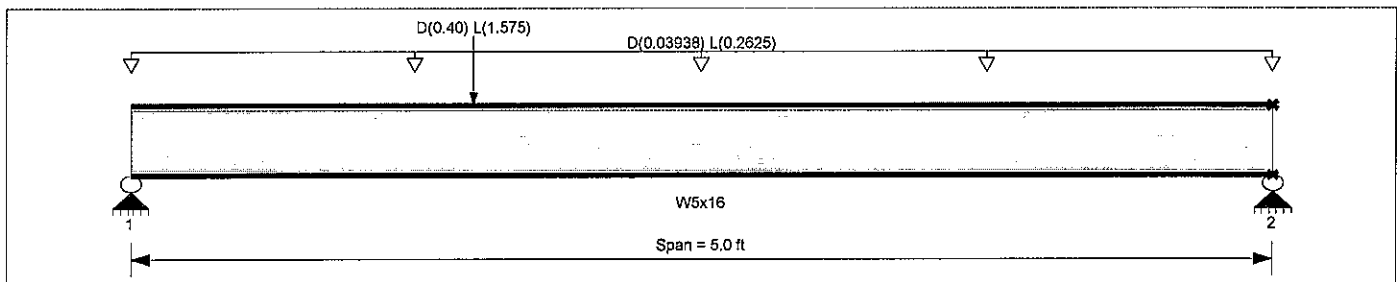 D(0.40) L(1.575)
D(0.03938) L(0.2625)
W5x16
1
2
Span = 5.0 ft